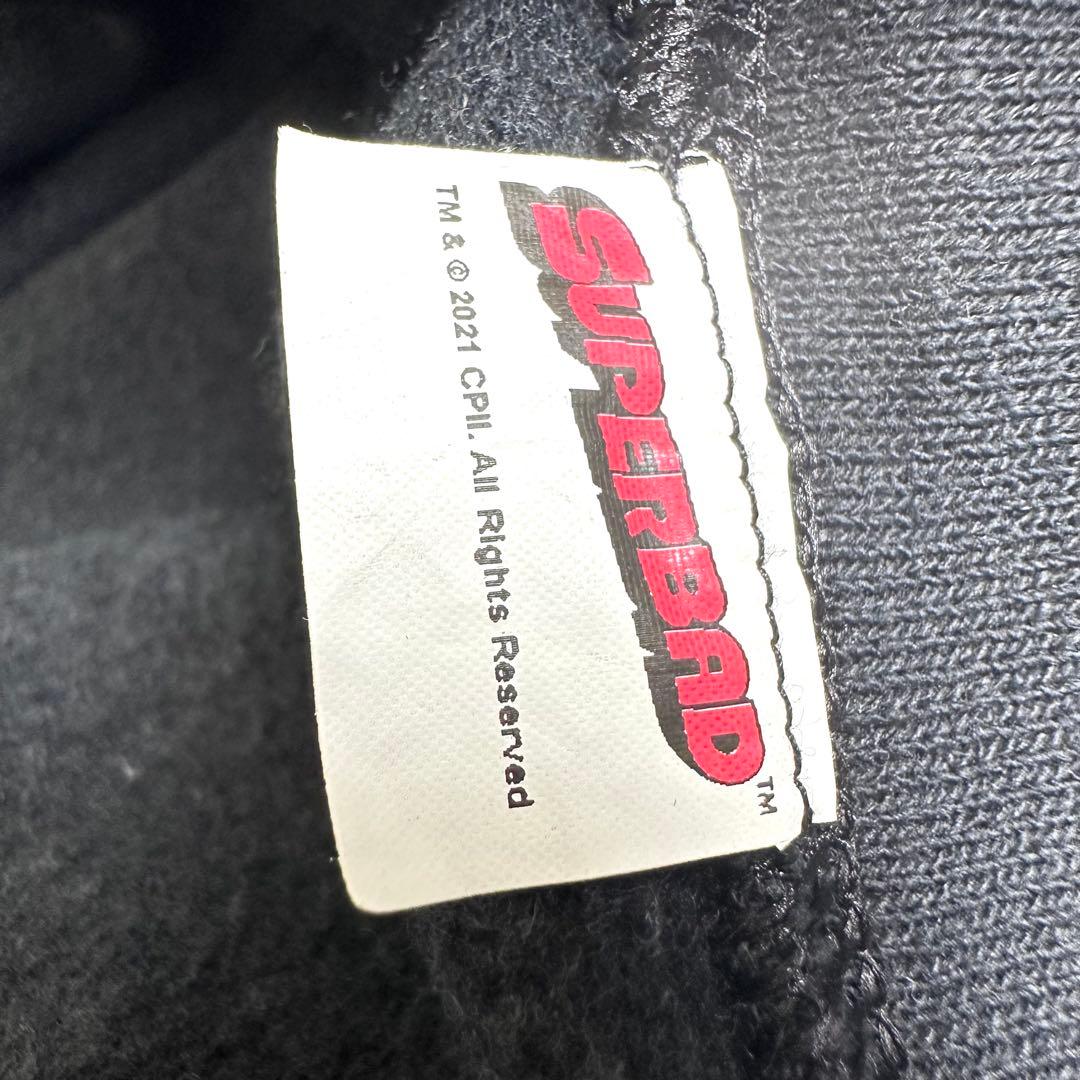 SUPERBAD™
TM & © 2021 CPII. All Rights Reserved